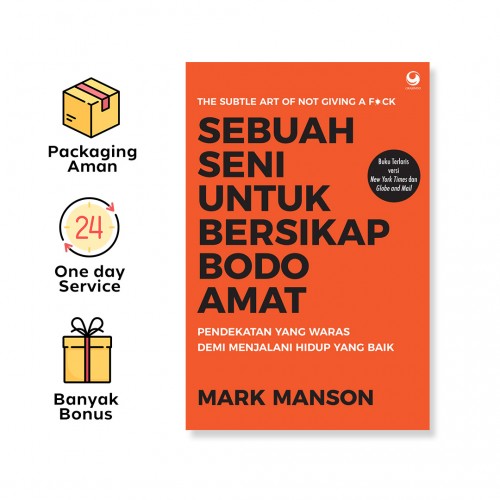 Packaging
Aman
24
One day
Service
Banyak
Bonus
THE SUBTLE ART OF NOT GIVING A F*CK
SEBUAH
SENI
UNTUK
BERSIKAP
BODO
AMAT
Buku Terlaris
versi
New York Times dan
Globe and Mail
PENDEKATAN YANG WARAS
DEMI MENJALANI HIDUP YANG BAIK
MARK MANSON